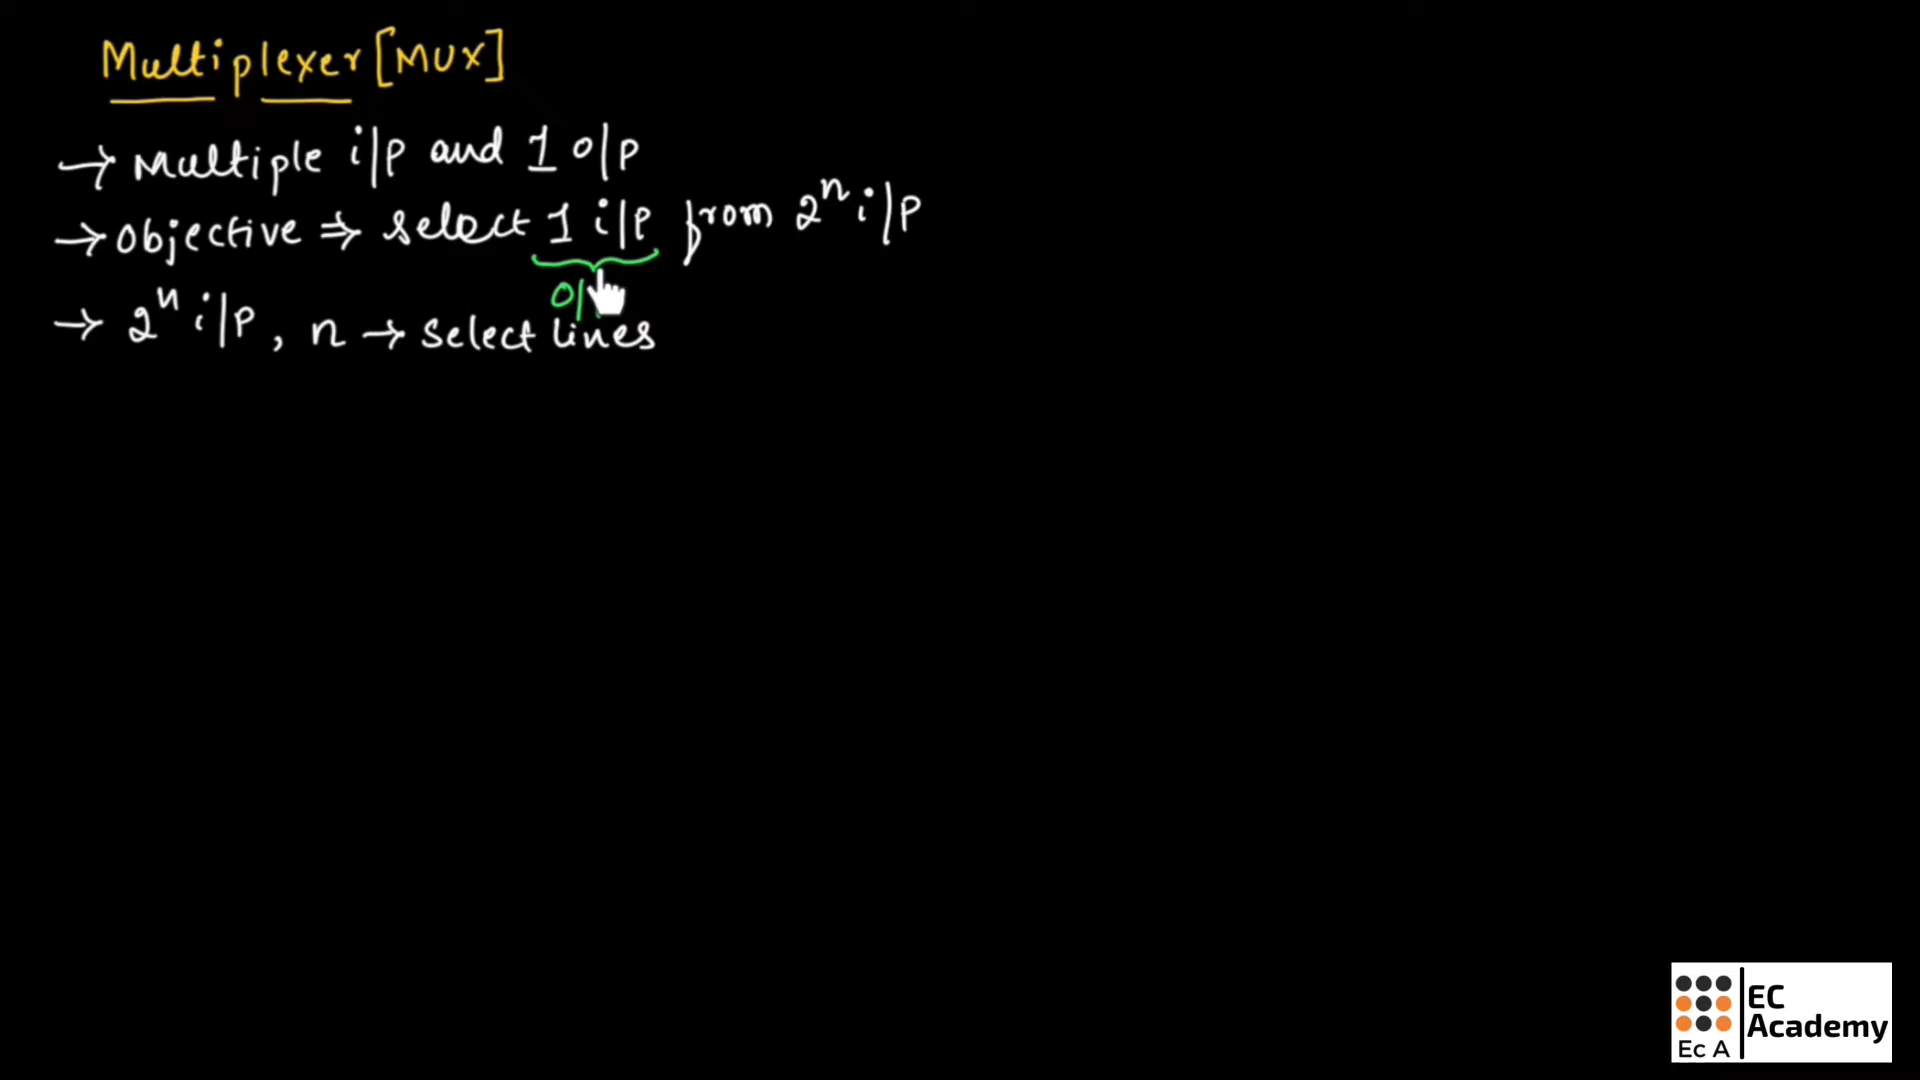 Multiplexer [MUX]
→ Multiple i/p and 1 o/p
→ Objective ⇒ select 1 i/p from 2ⁿ i/p
→ 2ⁿ i/p, n → select lines
EC
Academy
Ec A